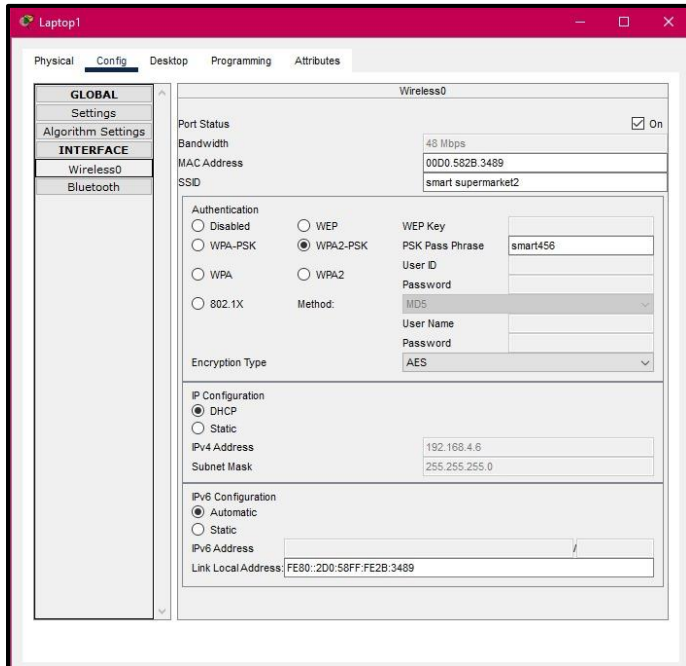 Laptop1
Physical Config Desktop Programming Attributes
GLOBAL
Settings
Algorithm Settings
INTERFACE
Wireless0
Bluetooth
Wireless0
Port Status On
Bandwidth 48 Mbps
MAC Address 00D0.582B.3489
SSID smart supermarket2
Authentication
Disabled WEP WEP Key
WPA-PSK WPA2-PSK PSK Pass Phrase smart456
User ID
WPA WPA2
Password
802.1X Method: MD5
User Name
Password
Encryption Type AES
IP Configuration
DHCP
Static
IPv4 Address 192.168.4.6
Subnet Mask 255.255.255.0
IPv6 Configuration
Automatic
Static
IPv6 Address /
Link Local Address: FE80::2D0:58FF:FE2B:3489